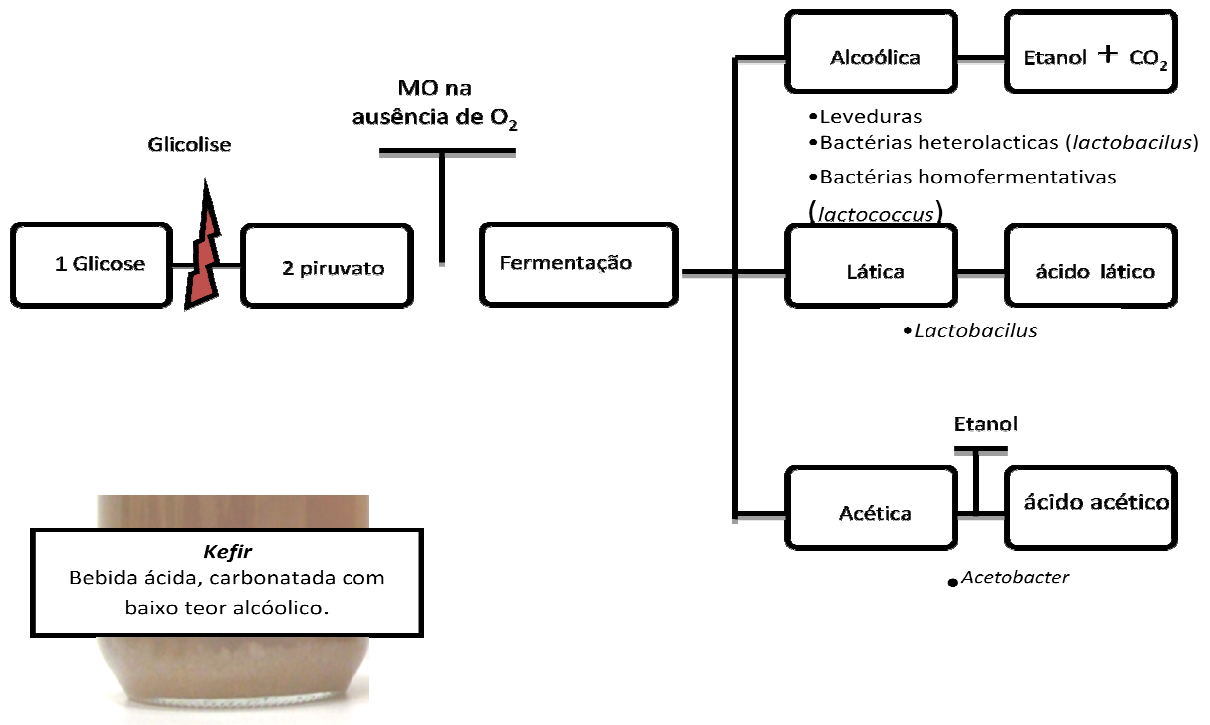 Glicolise
1 Glicose
2 piruvato
MO na
ausência de O₂
Fermentação
Alcoólica
Etanol + CO₂
•Leveduras
•Bactérias heterolacticas (lactobacilus)
•Bactérias homofermentativas
(lactococcus)
Lática
ácido lático
•Lactobacilus
Etanol
Acética
ácido acético
•Acetobacter
Kefir
Bebida ácida, carbonatada com
baixo teor alcóolico.